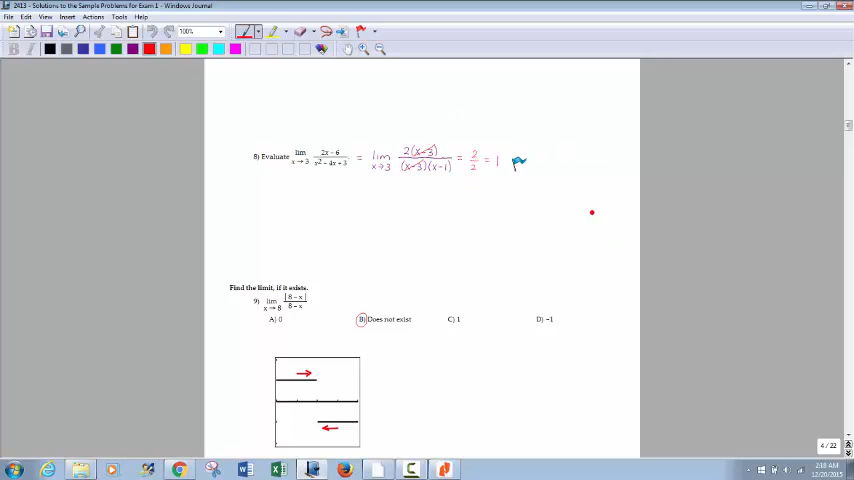 2413 - Solutions to the Sample Problems for Exam 1 - Windows Journal
File Edit View Insert Actions Tools Help
100%
B I
8) Evaluate lim x→3 2x − 6 / x² − 4x + 3 = lim x→3 2(x−3) / (x−3)(x−1) = 2/2 = 1
Find the limit, if it exists.
9) lim x→8 |8 − x| / 8 − x
A) 0 B) Does not exist C) 1 D) −1
4 / 22
2:18 AM
12/20/2015